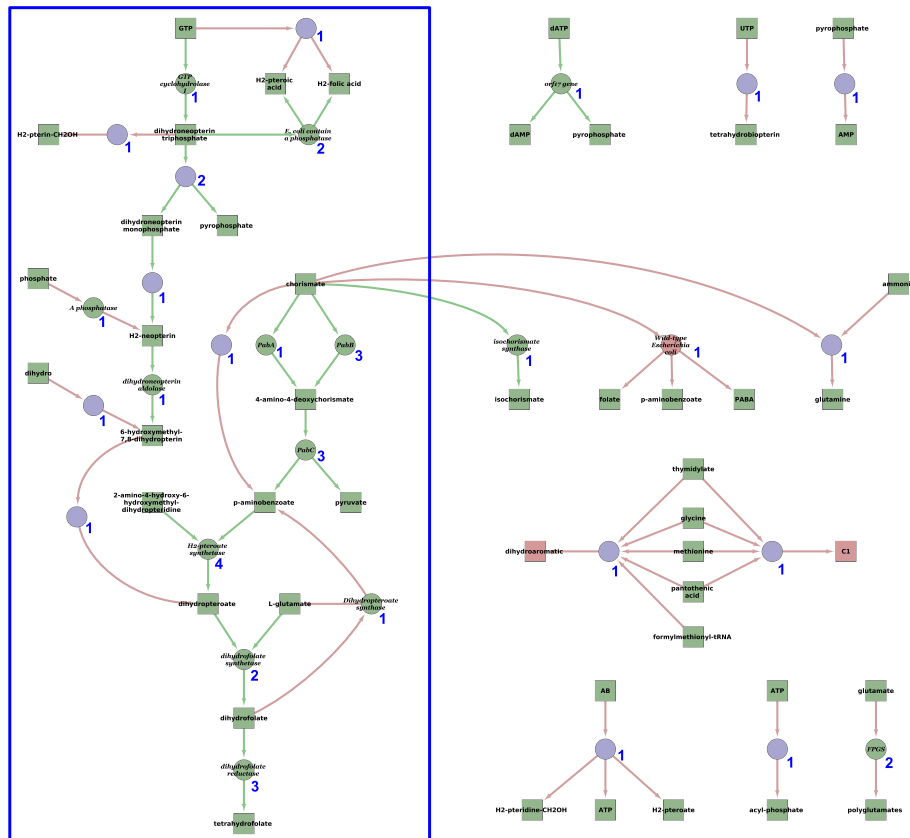 GTP
1
dATP
UTP
pyrophosphate
GTP
cyclohydrolase
I
1
H2-pteroic
acid
H2-folic acid
orf17 gene
1
1
1
H2-pterin-CH2OH
1
dihydroneopterin
triphosphate
E. coli contain
a phosphatase
2
dAMP
pyrophosphate
tetrahydrobiopterin
AMP
2
dihydroneopterin
monophosphate
pyrophosphate
phosphate
1
chorismate
A phosphatase
1
H2-neopterin
1
PabA
1
PabB
3
isochorismate
synthase
1
Wild-type
Escherichia
coli
1
1
dihydro
1
dihydroneopterin
aldolase
1
4-amino-4-deoxychorismate
isochorismate
folate
p-aminobenzoate
PABA
glutamine
6-hydroxymethyl-
7,8-dihydropterin
PabC
3
thymidylate
2-amino-4-hydroxy-6-
hydroxymethyl-
dihydropteridine
p-aminobenzoate
pyruvate
1
glycine
H2-pteroate
synthetase
4
dihydroaromatic
1
methionine
1
C1
dihydropteroate
L-glutamate
Dihydropteroate
synthase
1
pantothenic
acid
formylmethionyl-tRNA
dihydrofolate
synthetase
2
dihydrofolate
AB
ATP
glutamate
dihydrofolate
reductase
3
1
1
FPGS
2
tetrahydrofolate
H2-pteridine-CH2OH
ATP
H2-pteroate
acyl-phosphate
polyglutamates